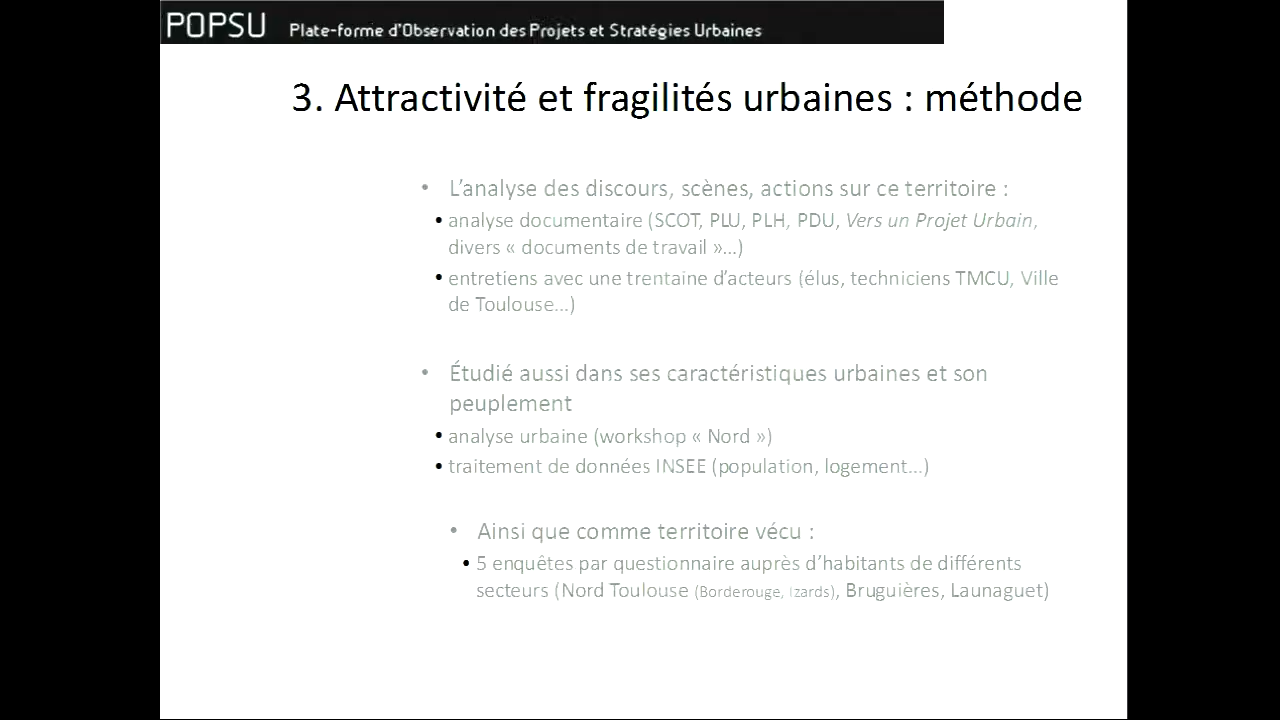 POPSU Plate-forme d'Observation des Projets et Stratégies Urbaines
3. Attractivité et fragilités urbaines : méthode
• L'analyse des discours, scènes, actions sur ce territoire :
• analyse documentaire (SCOT, PLU, PLH, PDU, Vers un Projet Urbain,
divers « documents de travail »...)
• entretiens avec une trentaine d'acteurs (élus, techniciens TMCU, Ville
de Toulouse...)
• Étudié aussi dans ses caractéristiques urbaines et son
peuplement
• analyse urbaine (workshop « Nord »)
• traitement de données INSEE (population, logement...)
• Ainsi que comme territoire vécu :
• 5 enquêtes par questionnaire auprès d'habitants de différents
secteurs (Nord Toulouse (Borderouge, Izards), Bruguières, Launaguet)